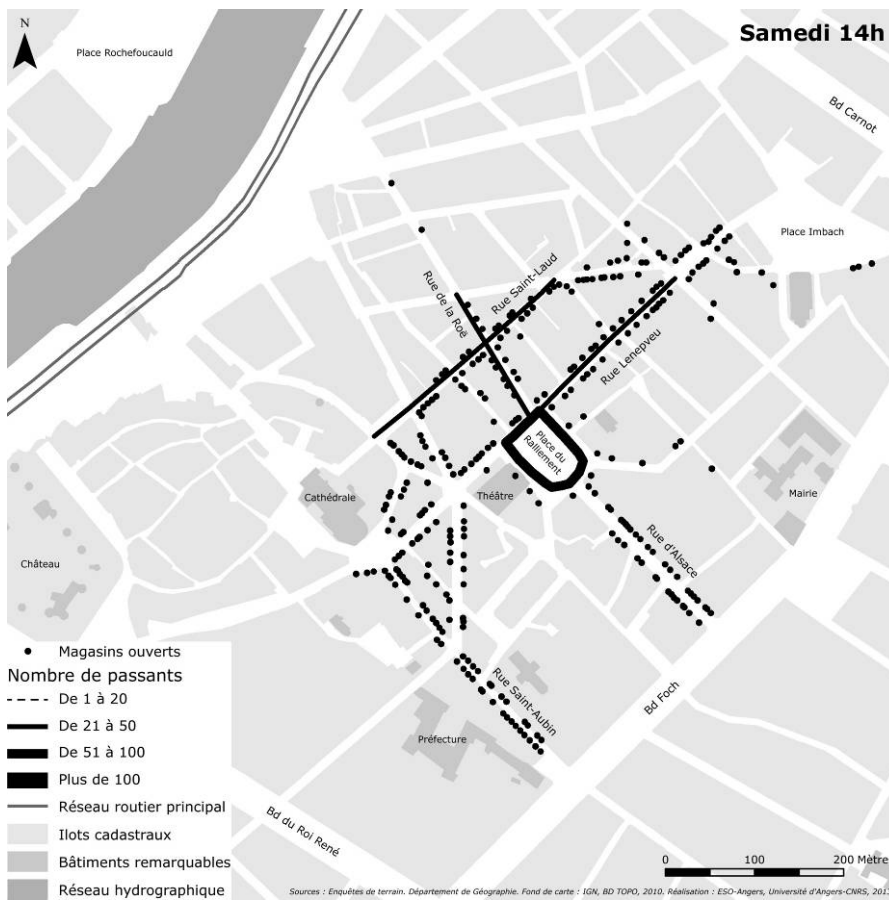 Samedi 14h
N
Place Rochefoucauld
Bd Carnot
Place Imbach
Rue Saint-Laud
Rue de la Roë
Rue Lenepveu
Place du
Ralliement
Cathédrale
Théâtre
Mairie
Château
Rue d'Alsace
Rue Saint-Aubin
Bd Foch
Préfecture
Bd du Roi René
Magasins ouverts
Nombre de passants
De 1 à 20
De 21 à 50
De 51 à 100
Plus de 100
Réseau routier principal
Ilots cadastraux
Bâtiments remarquables
Réseau hydrographique
0 100 200 Mètre
Sources : Enquêtes de terrain. Département de Géographie. Fond de carte : IGN, BD TOPO, 2010. Réalisation : ESO-Angers, Université d'Angers-CNRS, 201